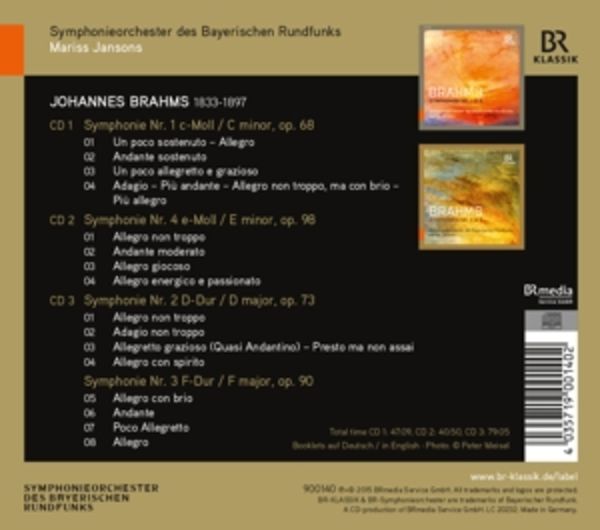 Symphonieorchester des Bayerischen Rundfunks
Mariss Jansons
BR
KLASSIK
JOHANNES BRAHMS 1833-1897
CD 1 Symphonie Nr. 1 c-Moll / C minor, op. 68
01 Un poco sostenuto – Allegro
02 Andante sostenuto
03 Un poco allegretto e grazioso
04 Adagio – Più andante – Allegro non troppo, ma con brio –
Più allegro
CD 2 Symphonie Nr. 4 e-Moll / E minor, op. 98
01 Allegro non troppo
02 Andante moderato
03 Allegro giocoso
04 Allegro energico e passionato
CD 3 Symphonie Nr. 2 D-Dur / D major, op. 73
01 Allegro non troppo
02 Adagio non troppo
03 Allegretto grazioso (Quasi Andantino) – Presto ma non assai
04 Allegro con spirito
Symphonie Nr. 3 F-Dur / F major, op. 90
05 Allegro con brio
06 Andante
07 Poco Allegretto
08 Allegro
BRAHMS
BRAHMS
BRmedia
Service GmbH
4 035719 001402
Total time CD 1: 47:09, CD 2: 40:50, CD 3: 79:05
Booklets auf Deutsch / in English · Photo: © Peter Meisel
www.br-klassik.de/label
SYMPHONIEORCHESTER
DES BAYERISCHEN
RUNDFUNKS
900140 ℗+© 2015 BRmedia Service GmbH. All trademarks and logos are protected.
BR-KLASSIK & BR-Symphonieorchester are trademarks of Bayerischer Rundfunk.
A CD production of BRmedia Service GmbH. LC 20232. Made in Germany.